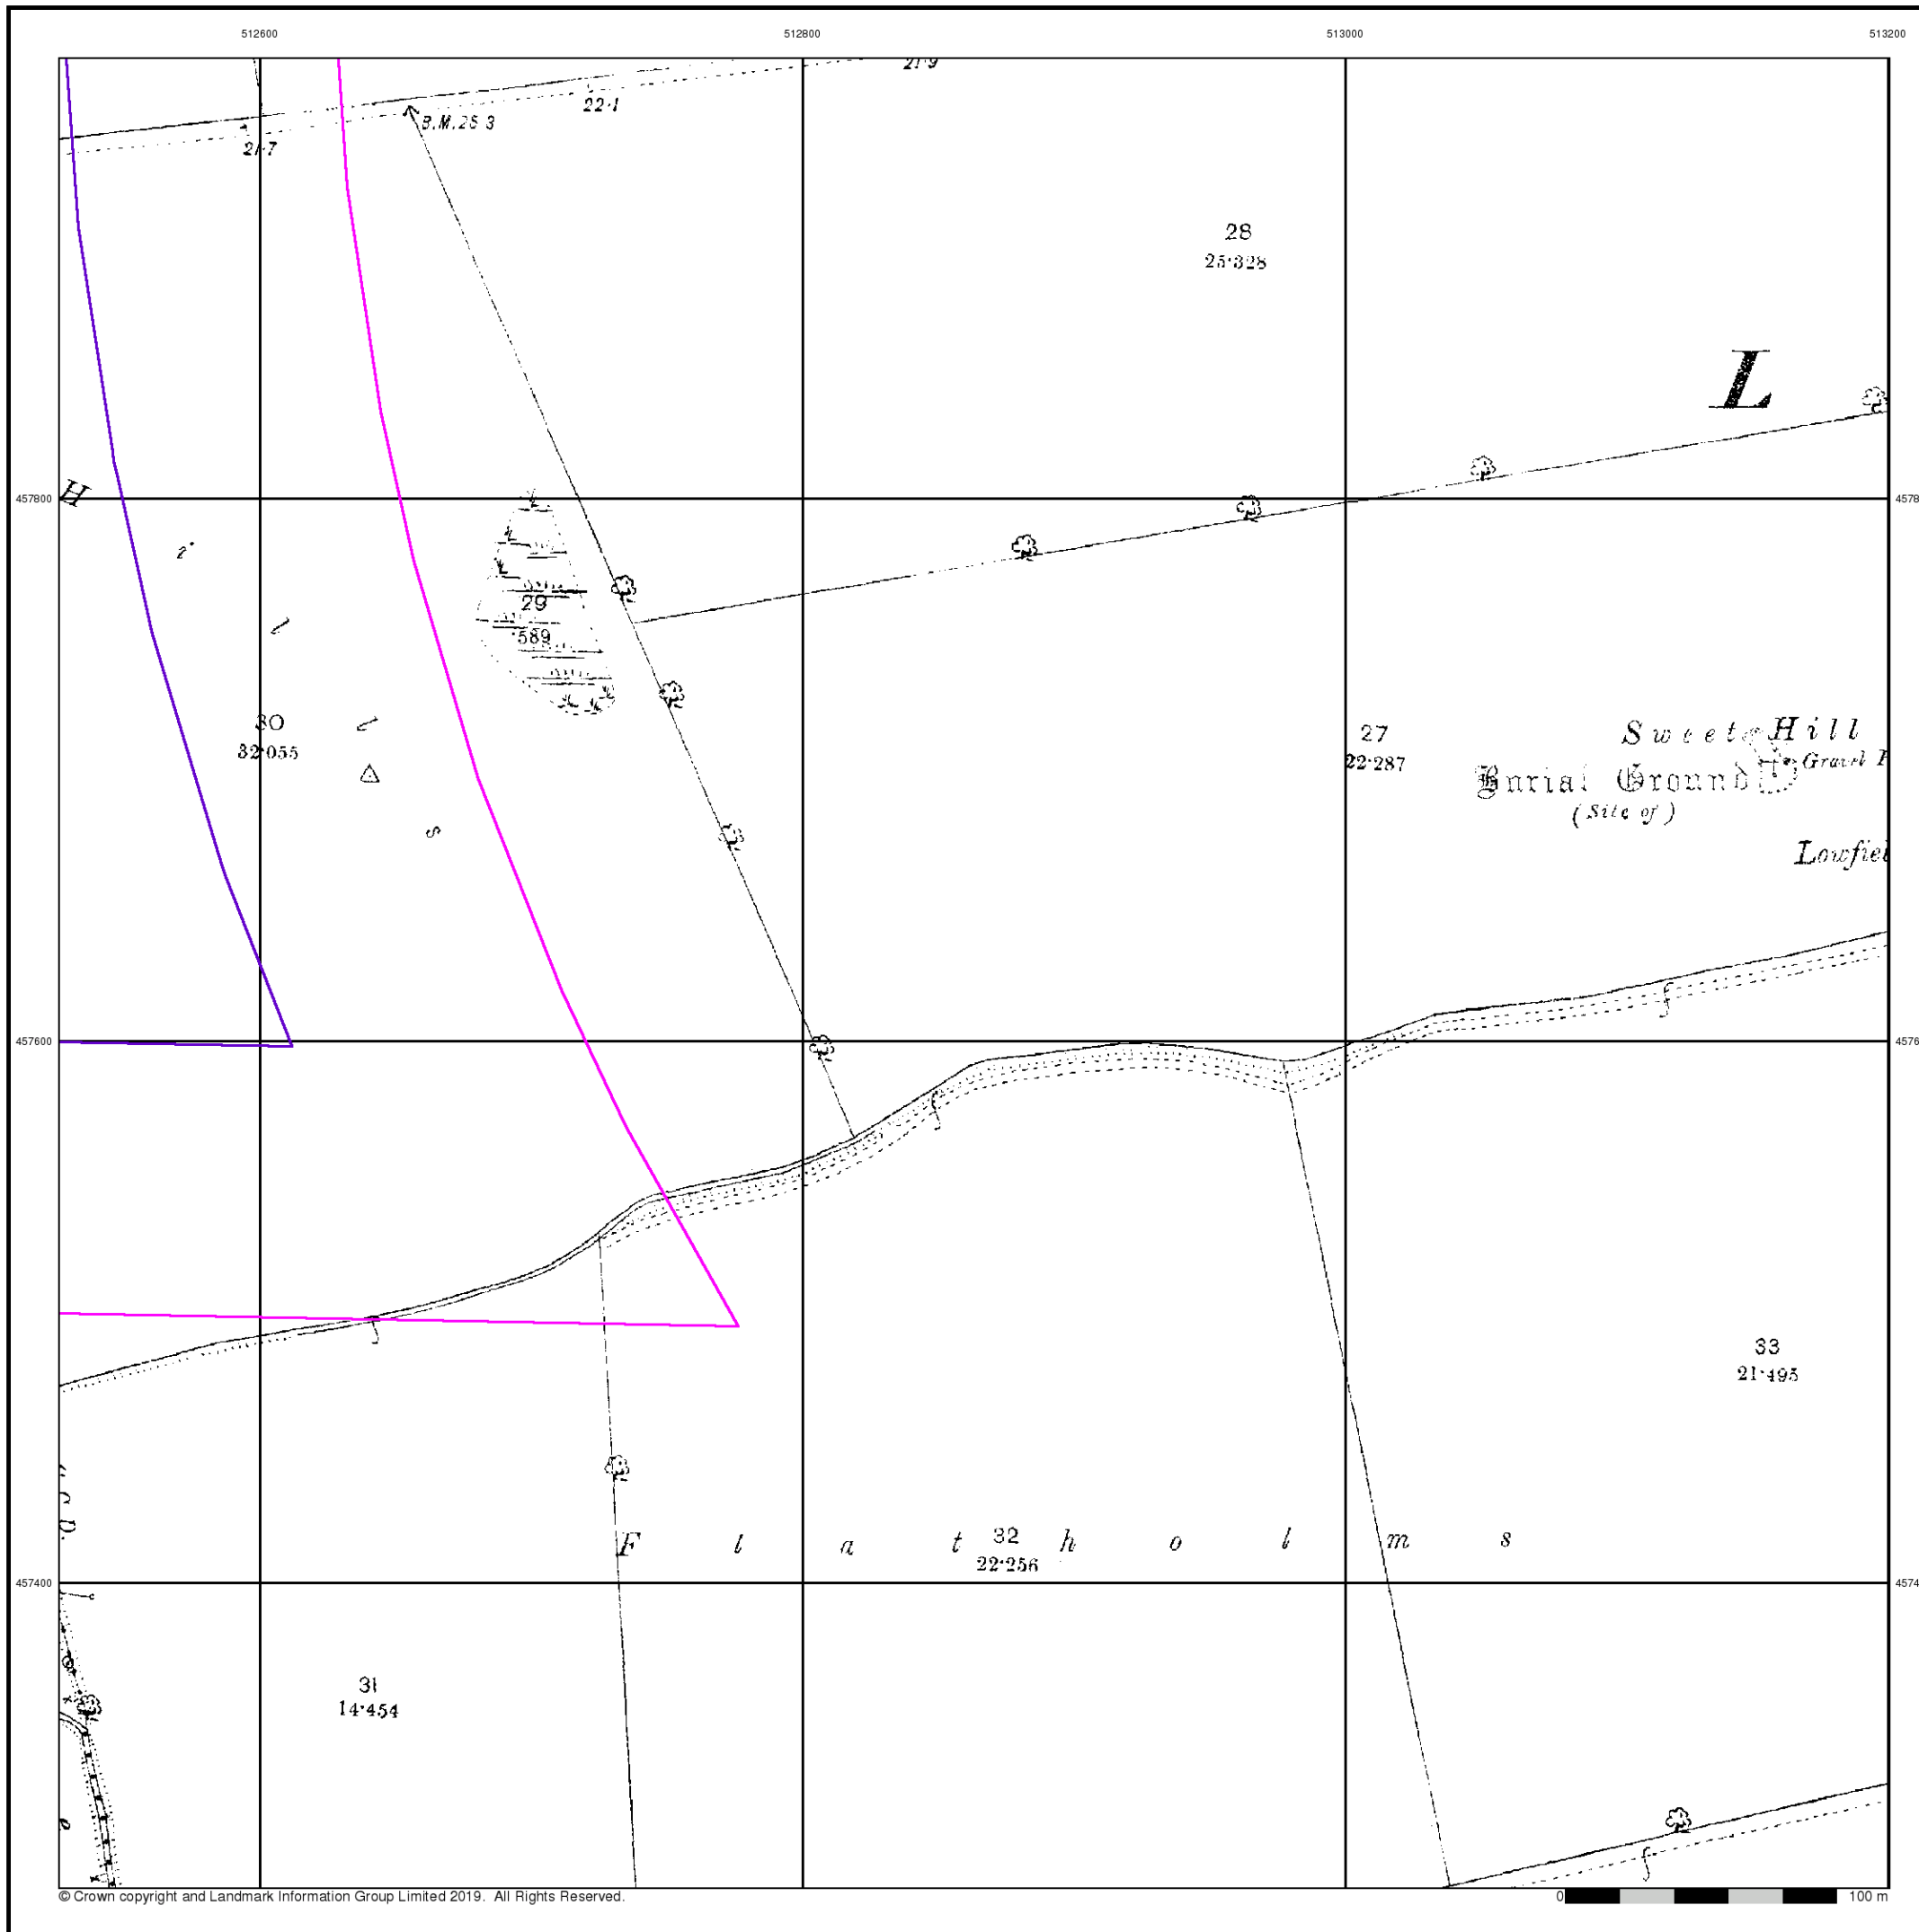 512600 512800 513000 513200
21·9
22·1
B.M.25·3
21·7
28
25·328
L
457800
H i l l s
29
·589
30
32·055
27
22·287
Sweet Hill
Gravel P
Burial Ground
(Site of)
Lowfiel
457600
33
21·495
C.D.
F l a t h o l m s
32
22·256
457400
31
14·454
© Crown copyright and Landmark Information Group Limited 2019. All Rights Reserved.
0 100 m